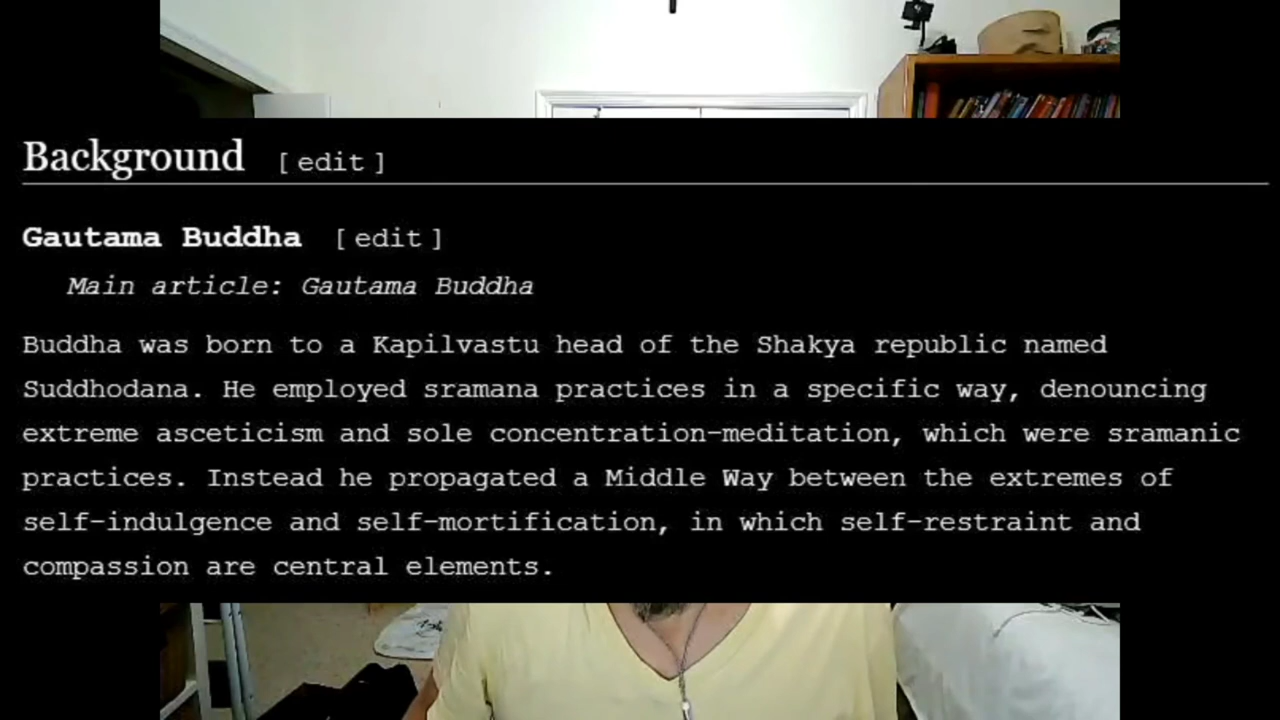 Background [ edit ]
Gautama Buddha [ edit ]
Main article: Gautama Buddha
Buddha was born to a Kapilvastu head of the Shakya republic named
Suddhodana. He employed sramana practices in a specific way, denouncing
extreme asceticism and sole concentration-meditation, which were sramanic
practices. Instead he propagated a Middle Way between the extremes of
self-indulgence and self-mortification, in which self-restraint and
compassion are central elements.